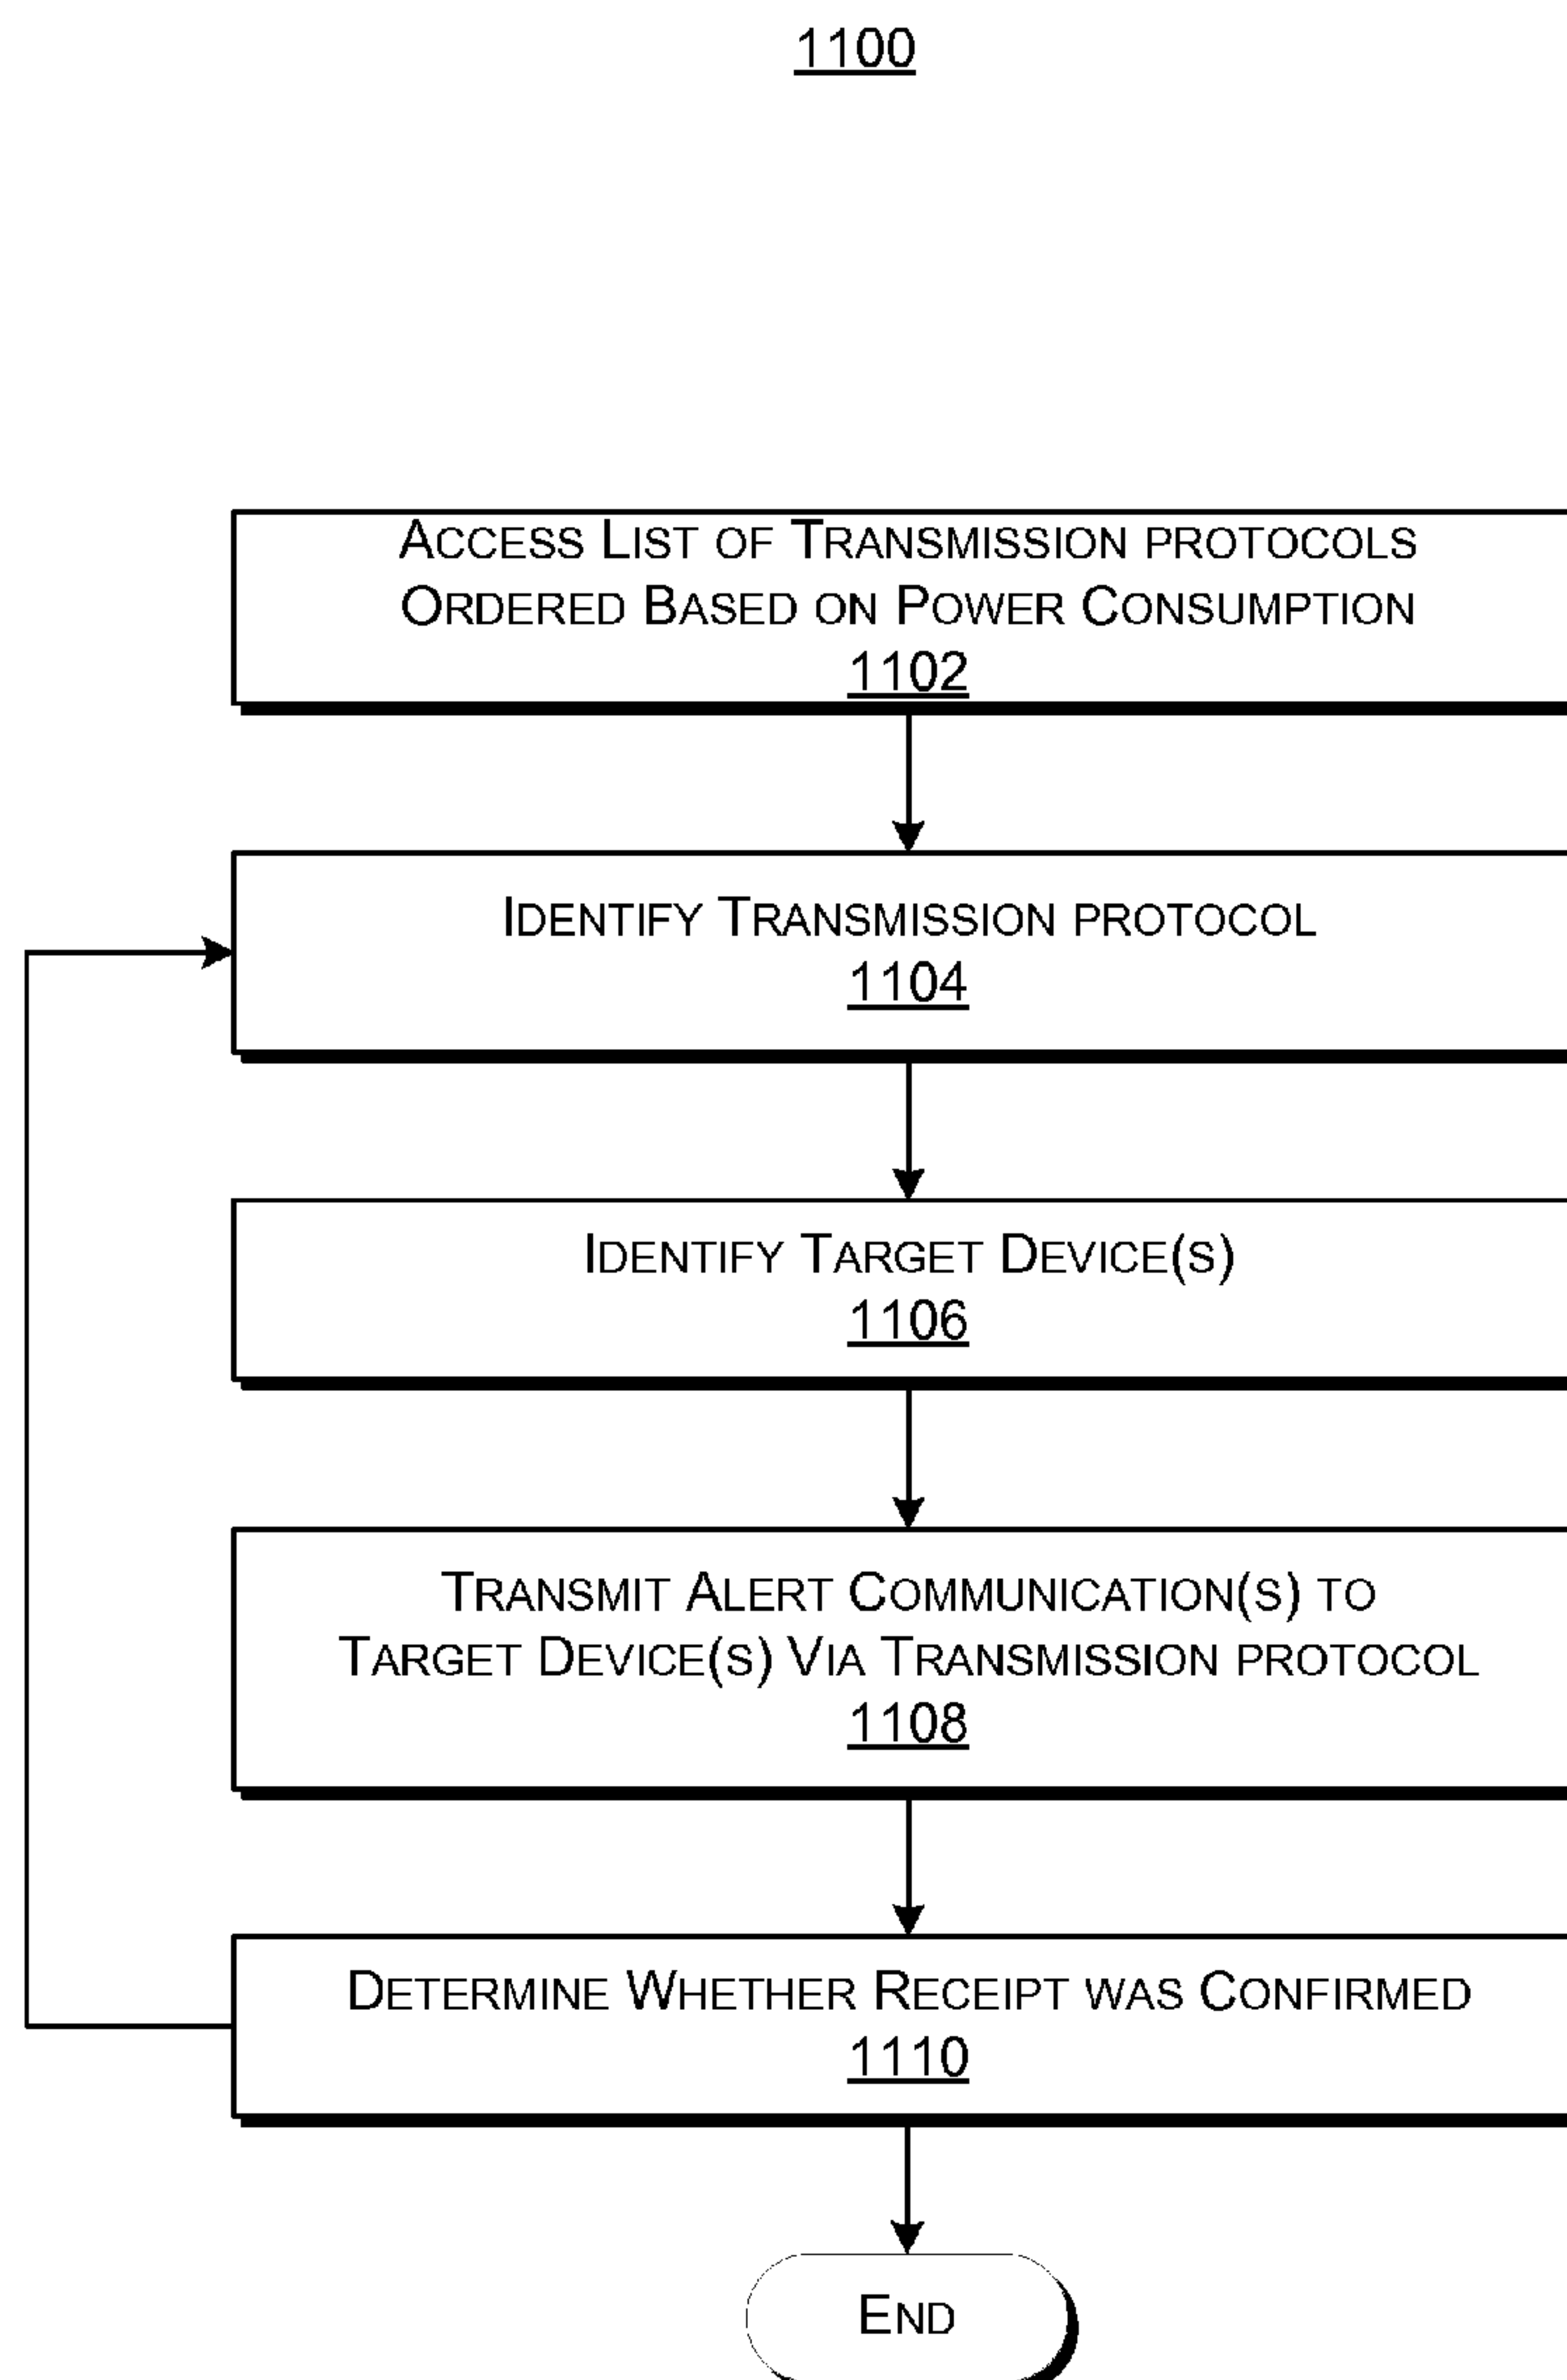 1100
ACCESS LIST OF TRANSMISSION PROTOCOLS
ORDERED BASED ON POWER CONSUMPTION
1102
IDENTIFY TRANSMISSION PROTOCOL
1104
IDENTIFY TARGET DEVICE(S)
1106
TRANSMIT ALERT COMMUNICATION(S) TO
TARGET DEVICE(S) VIA TRANSMISSION PROTOCOL
1108
DETERMINE WHETHER RECEIPT WAS CONFIRMED
1110
END